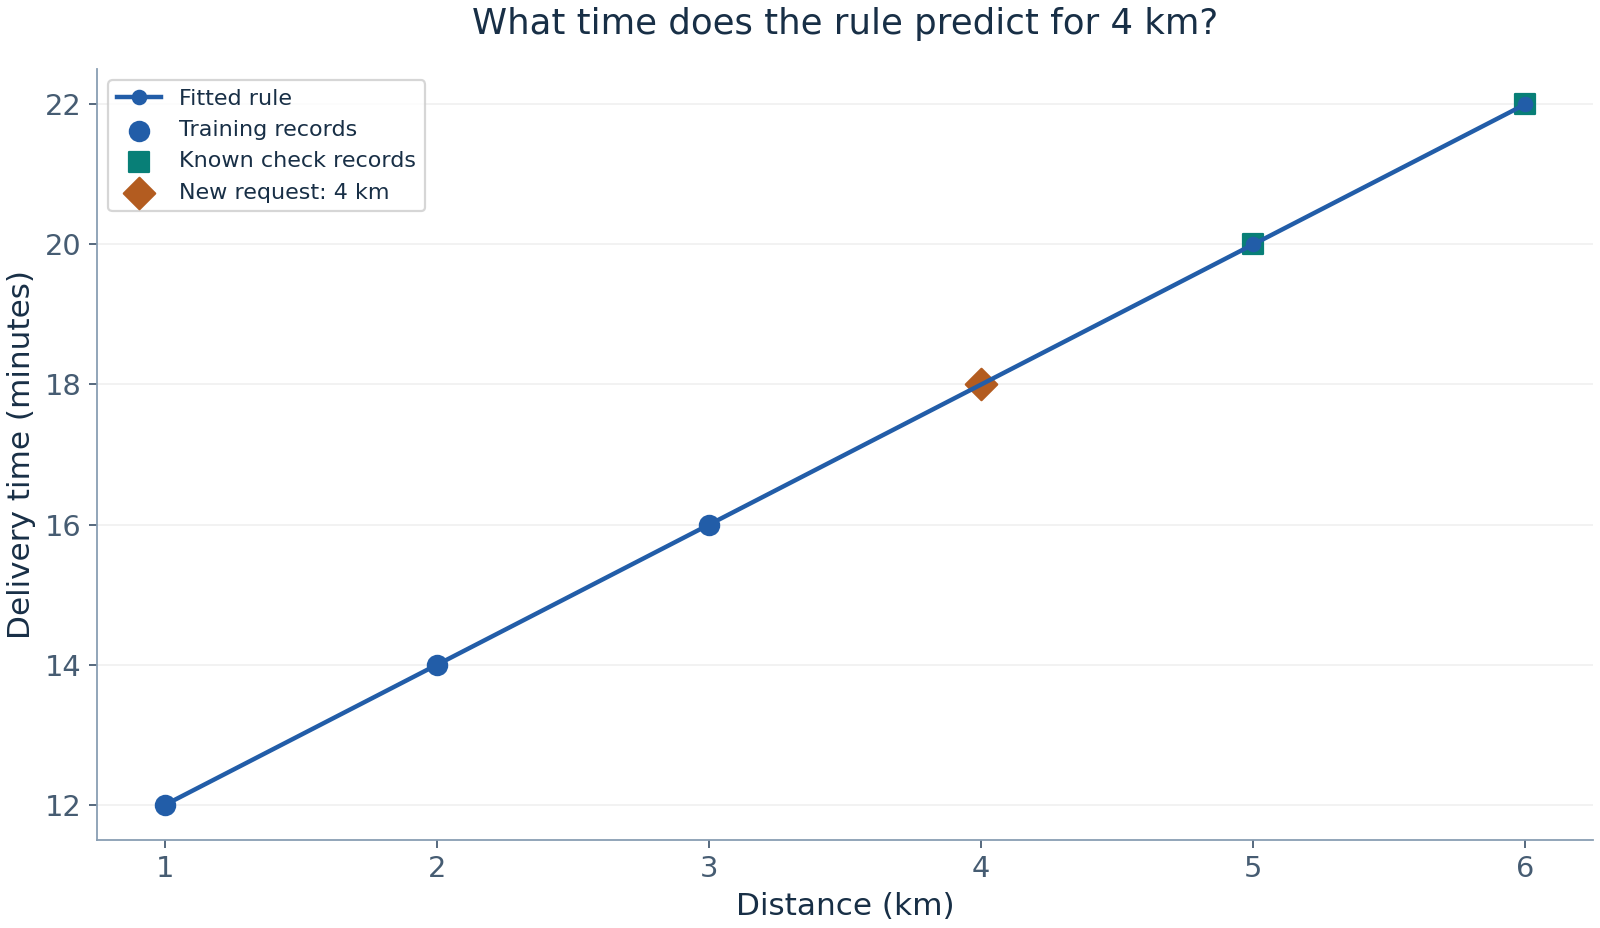 What time does the rule predict for 4 km?
Fitted rule
Training records
Known check records
New request: 4 km
Delivery time (minutes)
22
20
18
16
14
12
1 2 3 4 5 6
Distance (km)